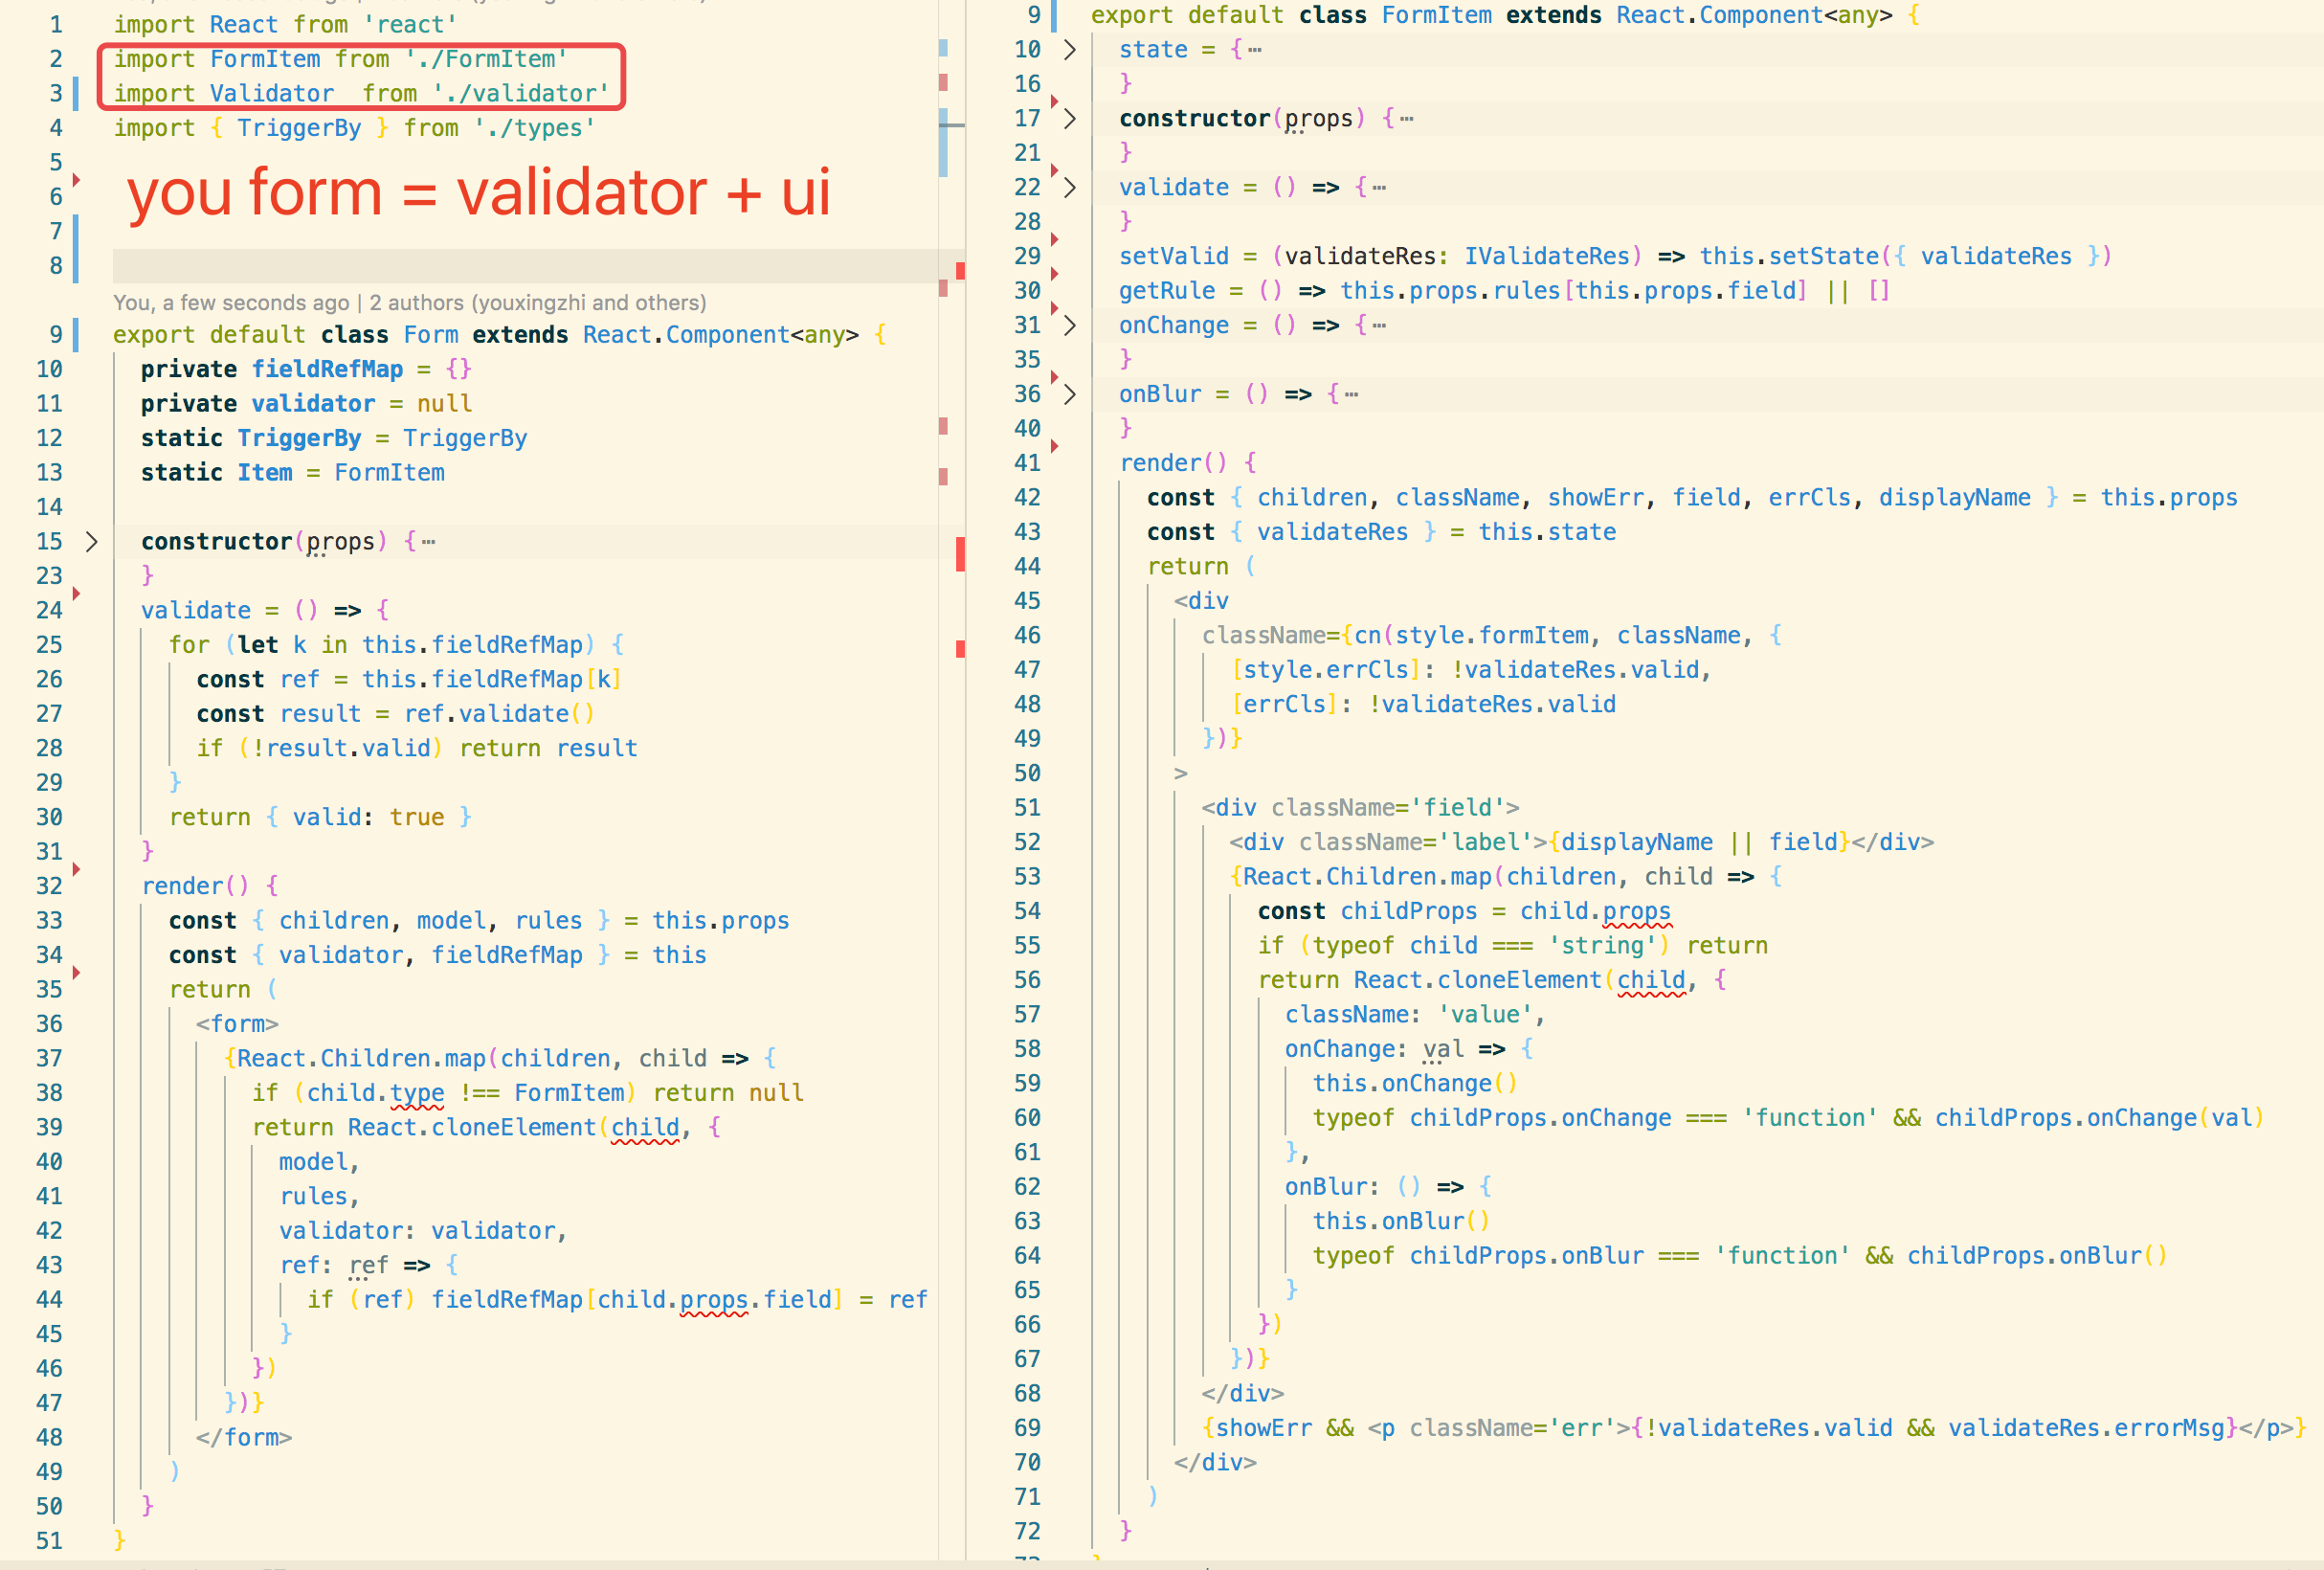 1 import React from 'react'
2 import FormItem from './FormItem'
3 import Validator  from './validator'
4 import { TriggerBy } from './types'
5
6
you form = validator + ui
7
8
You, a few seconds ago | 2 authors (youxingzhi and others)
9 export default class Form extends React.Component<any> {
10 private fieldRefMap = {}
11 private validator = null
12 static TriggerBy = TriggerBy
13 static Item = FormItem
14
15 constructor(props) {⋯
23 }
24 validate = () => {
25 for (let k in this.fieldRefMap) {
26 const ref = this.fieldRefMap[k]
27 const result = ref.validate()
28 if (!result.valid) return result
29 }
30 return { valid: true }
31 }
32 render() {
33 const { children, model, rules } = this.props
34 const { validator, fieldRefMap } = this
35 return (
36 <form>
37 {React.Children.map(children, child => {
38 if (child.type !== FormItem) return null
39 return React.cloneElement(child, {
40 model,
41 rules,
42 validator: validator,
43 ref: ref => {
44 if (ref) fieldRefMap[child.props.field] = ref
45 }
46 })
47 })}
48 </form>
49 )
50 }
51 }
9 export default class FormItem extends React.Component<any> {
10 state = {⋯
16 }
17 constructor(props) {⋯
21 }
22 validate = () => {⋯
28 }
29 setValid = (validateRes: IValidateRes) => this.setState({ validateRes })
30 getRule = () => this.props.rules[this.props.field] || []
31 onChange = () => {⋯
35 }
36 onBlur = () => {⋯
40 }
41 render() {
42 const { children, className, showErr, field, errCls, displayName } = this.props
43 const { validateRes } = this.state
44 return (
45 <div
46 className={cn(style.formItem, className, {
47 [style.errCls]: !validateRes.valid,
48 [errCls]: !validateRes.valid
49 })}
50 >
51 <div className='field'>
52 <div className='label'>{displayName || field}</div>
53 {React.Children.map(children, child => {
54 const childProps = child.props
55 if (typeof child === 'string') return
56 return React.cloneElement(child, {
57 className: 'value',
58 onChange: val => {
59 this.onChange()
60 typeof childProps.onChange === 'function' && childProps.onChange(val)
61 },
62 onBlur: () => {
63 this.onBlur()
64 typeof childProps.onBlur === 'function' && childProps.onBlur()
65 }
66 })
67 })}
68 </div>
69 {showErr && <p className='err'>{!validateRes.valid && validateRes.errorMsg}</p>}
70 </div>
71 )
72 }